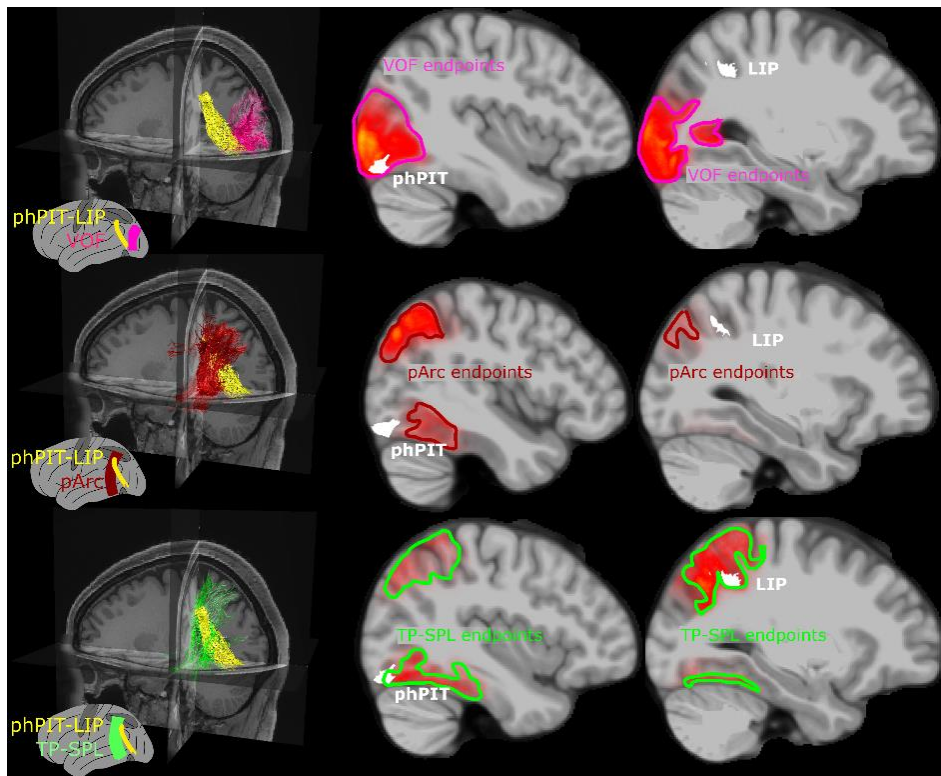 VOF endpoints
LIP
phPIT
VOF endpoints
phPIT-LIP
VOF
LIP
pArc endpoints
pArc endpoints
phPIT
phPIT-LIP
pArc
LIP
TP-SPL endpoints
TP-SPL endpoints
phPIT
phPIT-LIP
TP-SPL